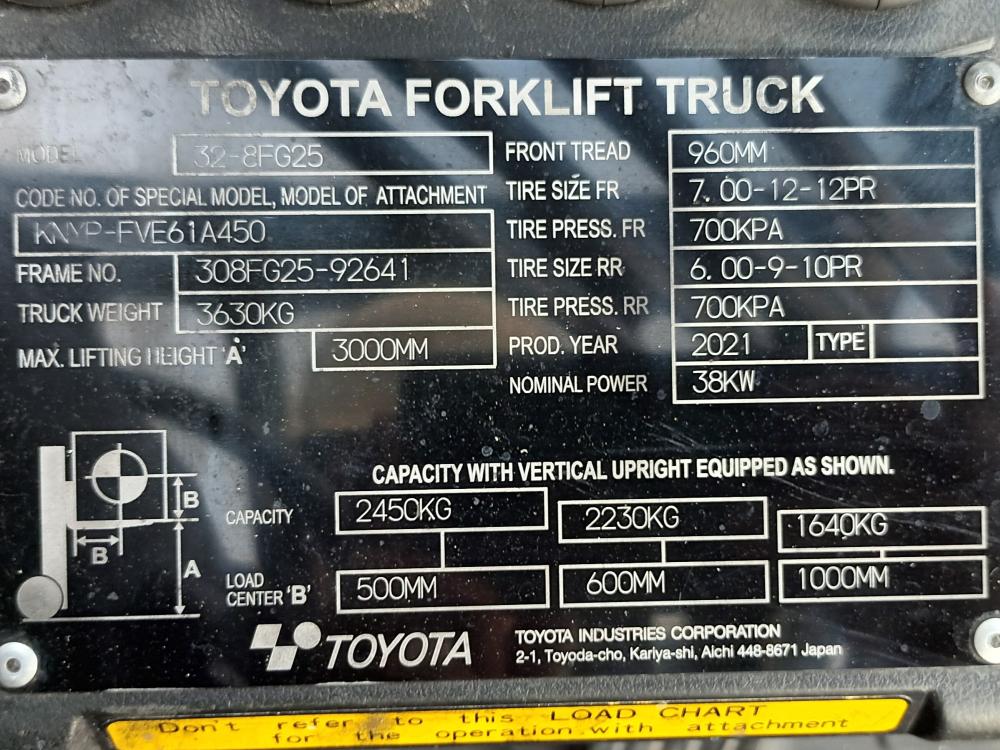 TOYOTA FORKLIFT TRUCK
MODEL 32-8FG25
CODE NO. OF SPECIAL MODEL, MODEL OF ATTACHMENT
KNYP-FVE61A450
FRAME NO. 308FG25-92641
TRUCK WEIGHT 3630KG
MAX. LIFTING HEIGHT 'A' 3000MM
FRONT TREAD 960MM
TIRE SIZE FR 7.00-12-12PR
TIRE PRESS. FR 700KPA
TIRE SIZE RR 6.00-9-10PR
TIRE PRESS. RR 700KPA
PROD. YEAR 2021 TYPE
NOMINAL POWER 38KW
B
B
A
CAPACITY WITH VERTICAL UPRIGHT EQUIPPED AS SHOWN.
CAPACITY 2450KG 2230KG 1640KG
LOAD
CENTER 'B' 500MM 600MM 1000MM
TOYOTA
TOYOTA INDUSTRIES CORPORATION
2-1, Toyoda-cho, Kariya-shi, Aichi 448-8671 Japan
Don't refer to this LOAD CHART
for the operation with attachment